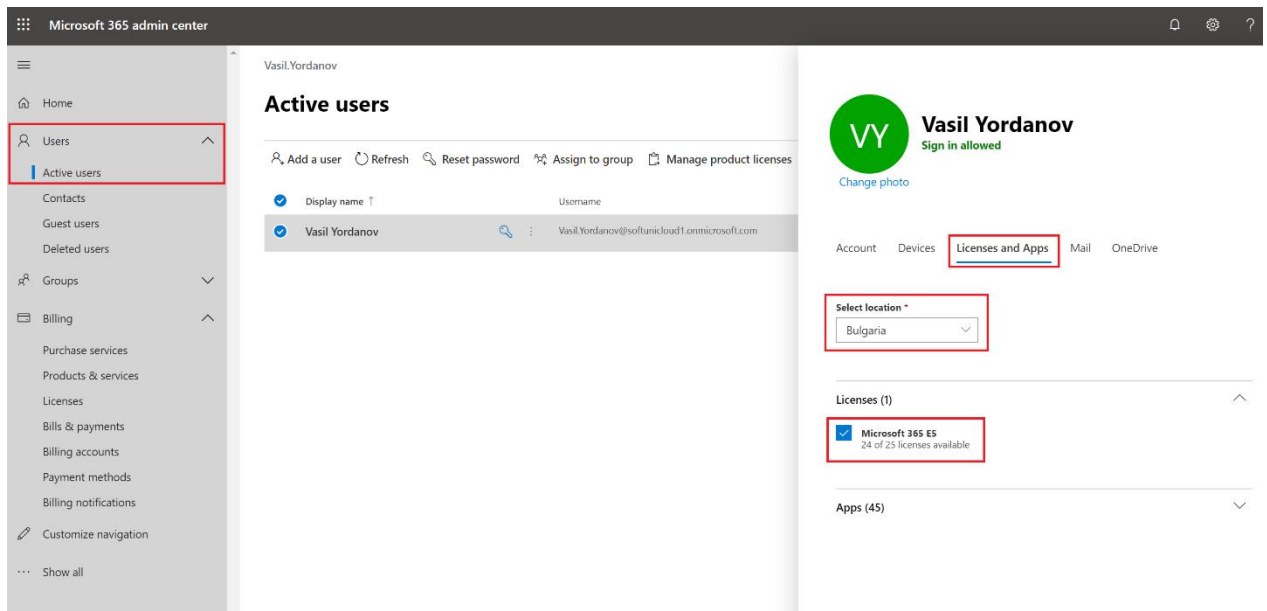 Microsoft 365 admin center
?
Home
Users
Active users
Contacts
Guest users
Deleted users
Groups
Billing
Purchase services
Products & services
Licenses
Bills & payments
Billing accounts
Payment methods
Billing notifications
Customize navigation
Show all
Vasil.Yordanov
Active users
Add a user Refresh Reset password Assign to group Manage product licenses
Display name ↑ Username
Vasil Yordanov Vasil.Yordanov@softunicloud1.onmicrosoft.com
VY
Vasil Yordanov
Sign in allowed
Change photo
Account Devices Licenses and Apps Mail OneDrive
Select location *
Bulgaria
Licenses (1)
Microsoft 365 E5
24 of 25 licenses available
Apps (45)